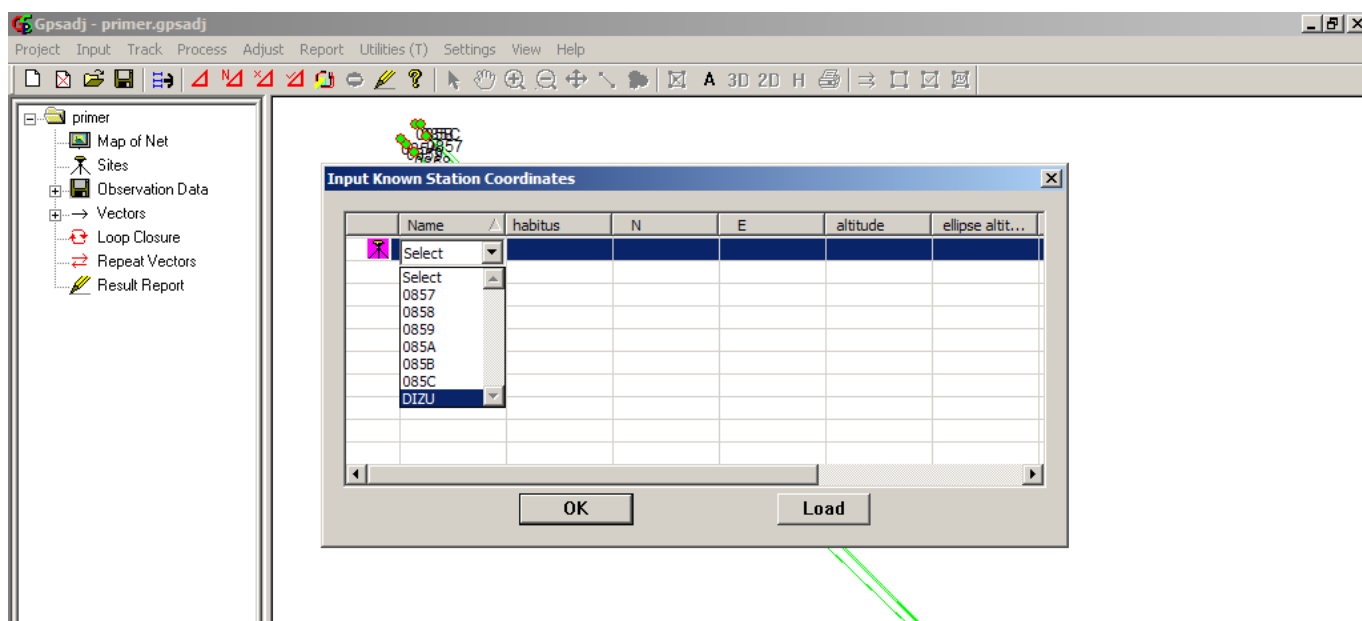 Gpsadj - primer.gpsadj
Project Input Track Process Adjust Report Utilities (T) Settings View Help
A 3D 2D H
primer
Map of Net
Sites
Observation Data
Vectors
Loop Closure
Repeat Vectors
Result Report
085C
0857
Input Known Station Coordinates
Name habitus N E altitude ellipse altit...
Select
Select
0857
0858
0859
085A
085B
085C
DIZU
OK Load